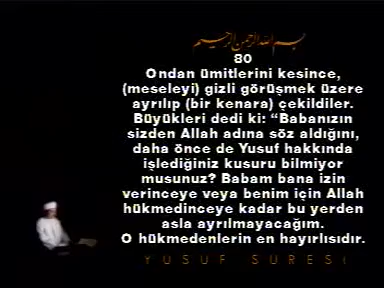 بسم الله الرحمن الرحيم
80
Ondan ümitlerini kesince,
(meseleyi) gizli görüşmek üzere
ayrılıp (bir kenara) çekildiler.
Büyükleri dedi ki: “Babanızın
sizden Allah adına söz aldığını,
daha önce de Yusuf hakkında
işlediğiniz kusuru bilmiyor
musunuz? Babam bana izin
verinceye veya benim için Allah
hükmedinceye kadar bu yerden
asla ayrılmayacağım.
O hükmedenlerin en hayırlısıdır.
YUSUF SURESİ